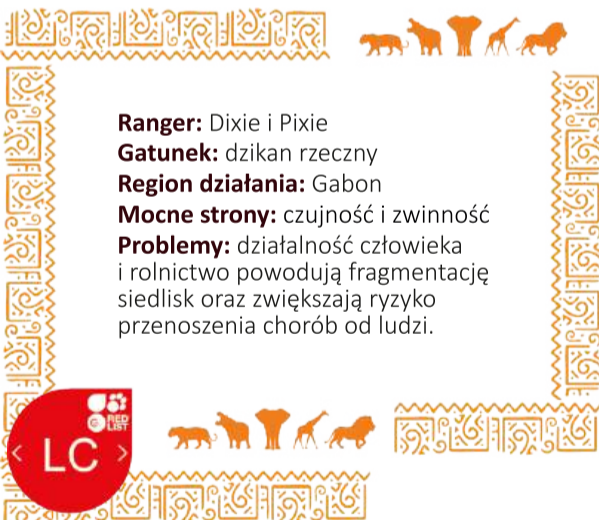 Ranger: Dixie i Pixie
Gatunek: dzikan rzeczny
Region działania: Gabon
Mocne strony: czujność i zwinność
Problemy: działalność człowieka
i rolnictwo powodują fragmentację
siedlisk oraz zwiększają ryzyko
przenoszenia chorób od ludzi.
RED
LIST
< LC >